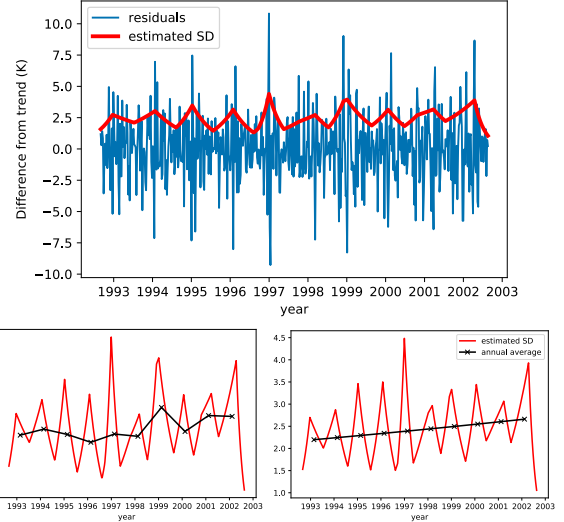 10.0
7.5
5.0
2.5
0.0
−2.5
−5.0
−7.5
−10.0
Difference from trend (K)
residuals
estimated SD
1993 1994 1995 1996 1997 1998 1999 2000 2001 2002 2003
year
1993 1994 1995 1996 1997 1998 1999 2000 2001 2002 2003
year
4.5
4.0
3.5
3.0
2.5
2.0
1.5
1.0
estimated SD
annual average
1993 1994 1995 1996 1997 1998 1999 2000 2001 2002 2003
year